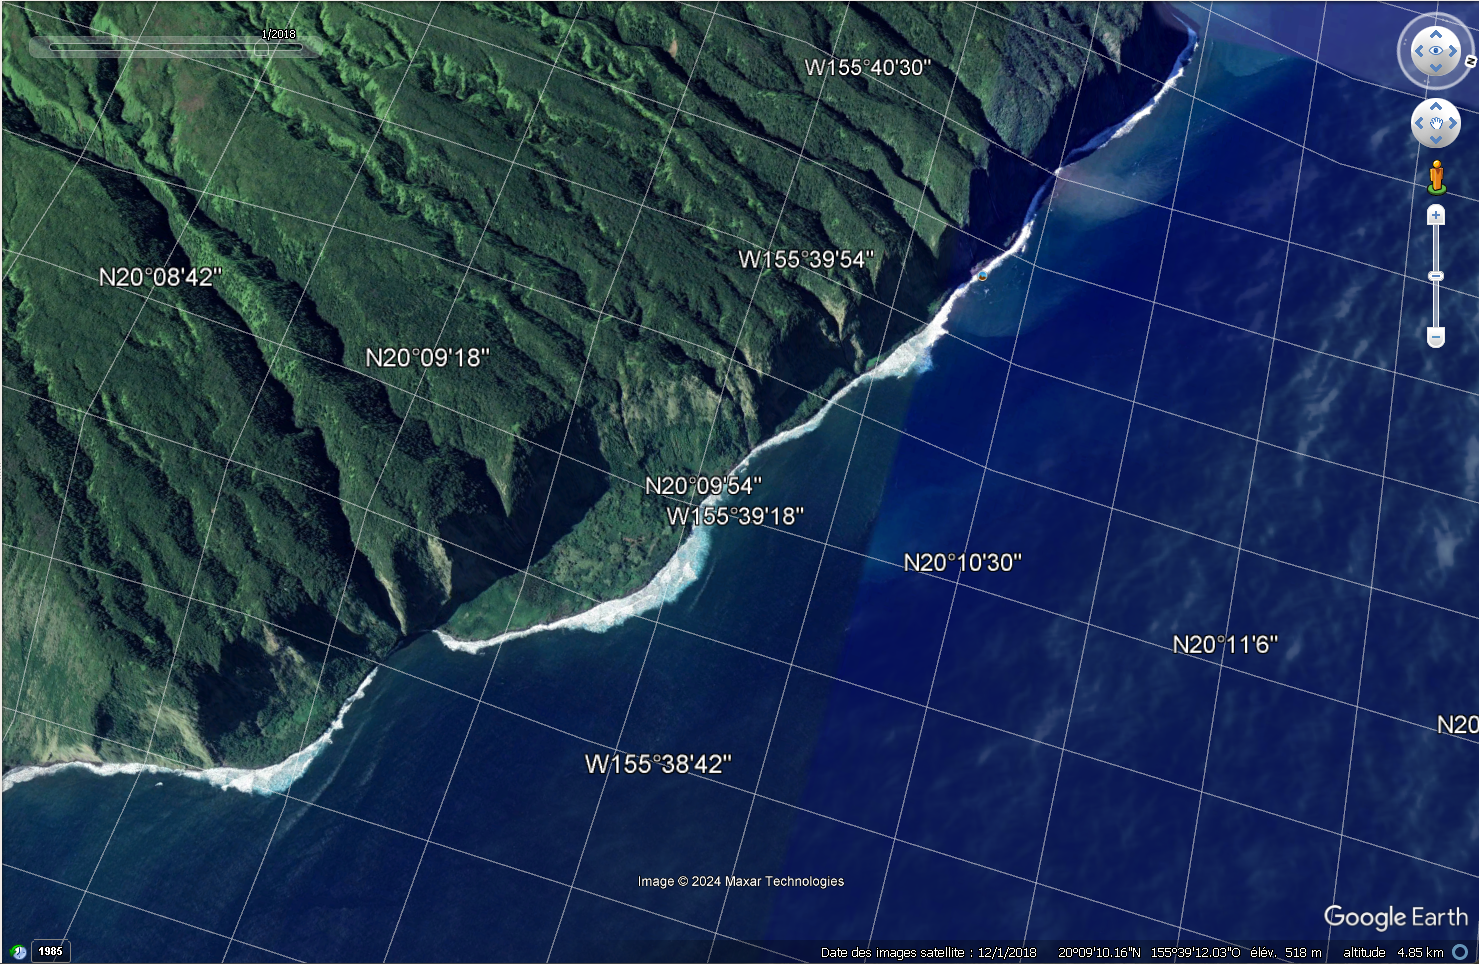 1/2018
W155°40'30"
N
W155°39'54"
N20°08'42"
N20°09'18"
N20°09'54"
W155°39'18"
N20°10'30"
N20°11'6"
N20
W155°38'42"
Image © 2024 Maxar Technologies
Google Earth
1985
Date des images satellite : 12/1/2018 20°09'10.16"N 155°39'12.03"O élév. 518 m altitude 4.85 km